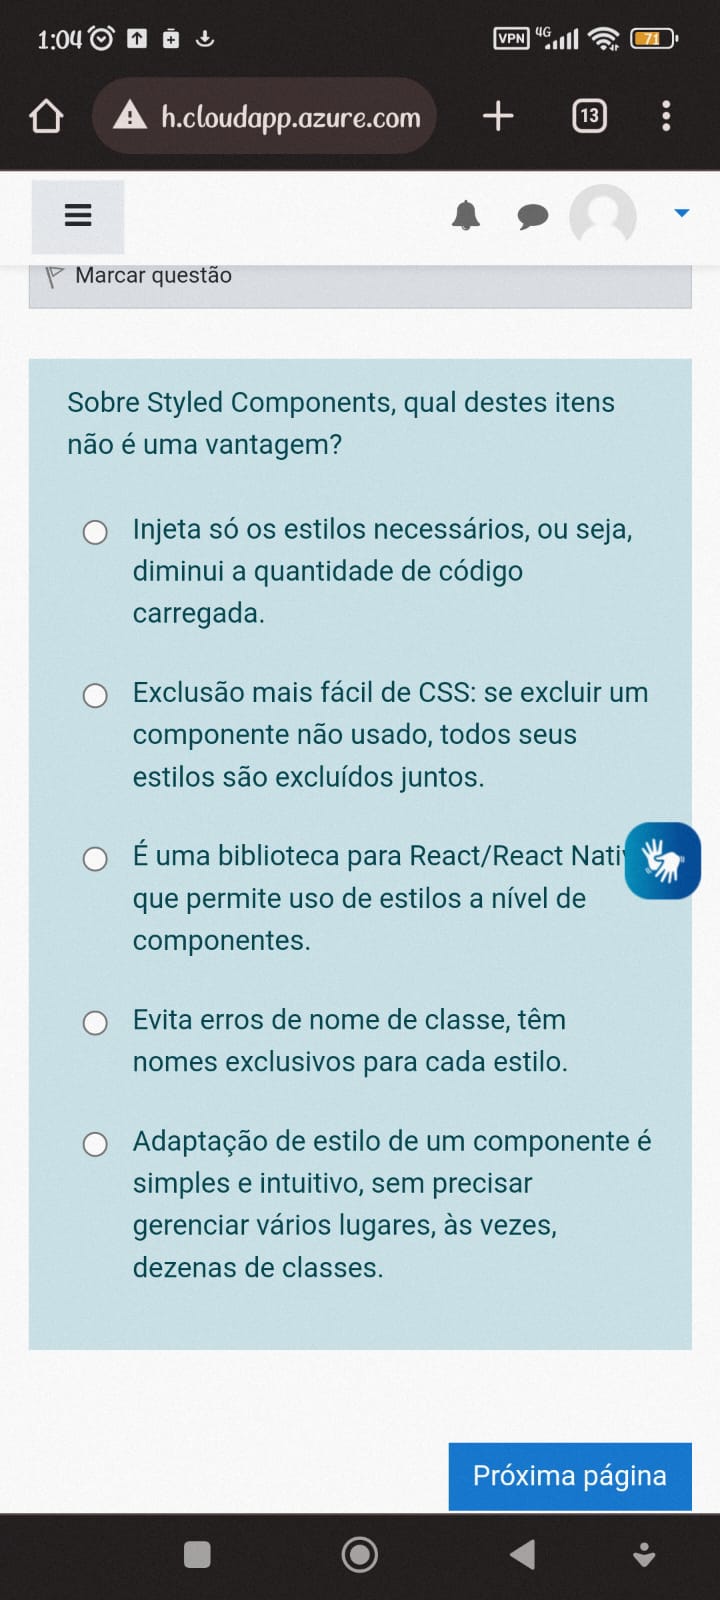 1:04
VPN 4G 71
h.cloudapp.azure.com
13
Marcar questão
Sobre Styled Components, qual destes itens
não é uma vantagem?
Injeta só os estilos necessários, ou seja,
diminui a quantidade de código
carregada.
Exclusão mais fácil de CSS: se excluir um
componente não usado, todos seus
estilos são excluídos juntos.
É uma biblioteca para React/React Nativ
que permite uso de estilos a nível de
componentes.
Evita erros de nome de classe, têm
nomes exclusivos para cada estilo.
Adaptação de estilo de um componente é
simples e intuitivo, sem precisar
gerenciar vários lugares, às vezes,
dezenas de classes.
Próxima página